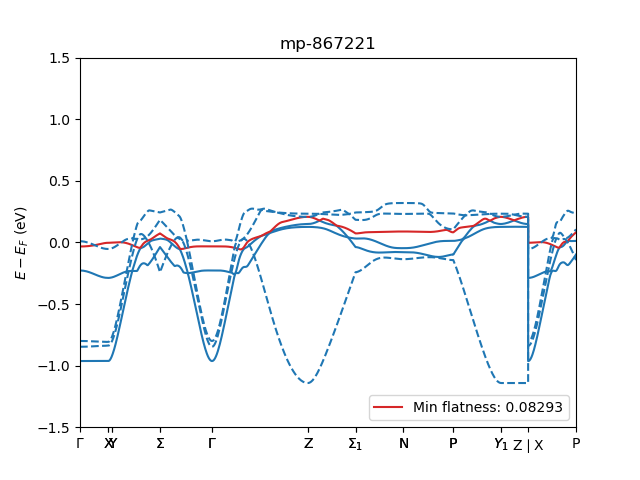 mp-867221
E − E_F (eV)
1.5
1.0
0.5
0.0
−0.5
−1.0
−1.5
Min flatness: 0.08293
Γ X Y Σ Γ Z Σ₁ N P Y₁ Z | X P